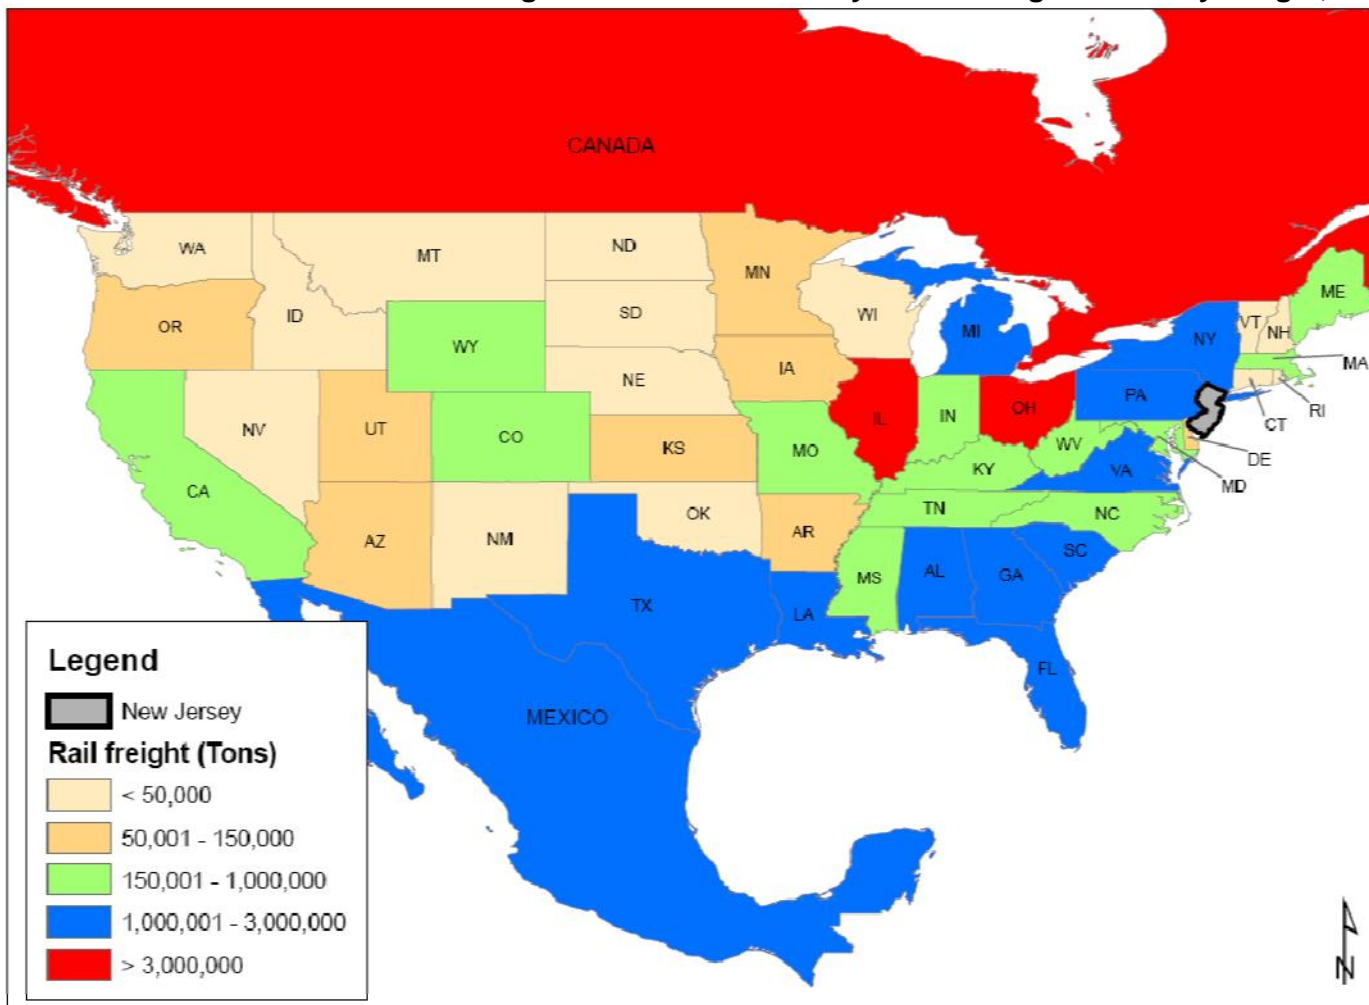 CANADA
WA
MT
ND
MN
ME
OR
ID
SD
WI
MI
NY
VT
NH
WY
MA
IA
NE
PA
RI
NV
UT
CO
KS
MO
IL
IN
OH
CT
WV
DE
CA
KY
VA
MD
OK
TN
NC
AZ
NM
AR
SC
MS
AL
GA
TX
LA
FL
MEXICO
Legend
New Jersey
Rail freight (Tons)
< 50,000
50,001 - 150,000
150,001 - 1,000,000
1,000,001 - 3,000,000
> 3,000,000
N